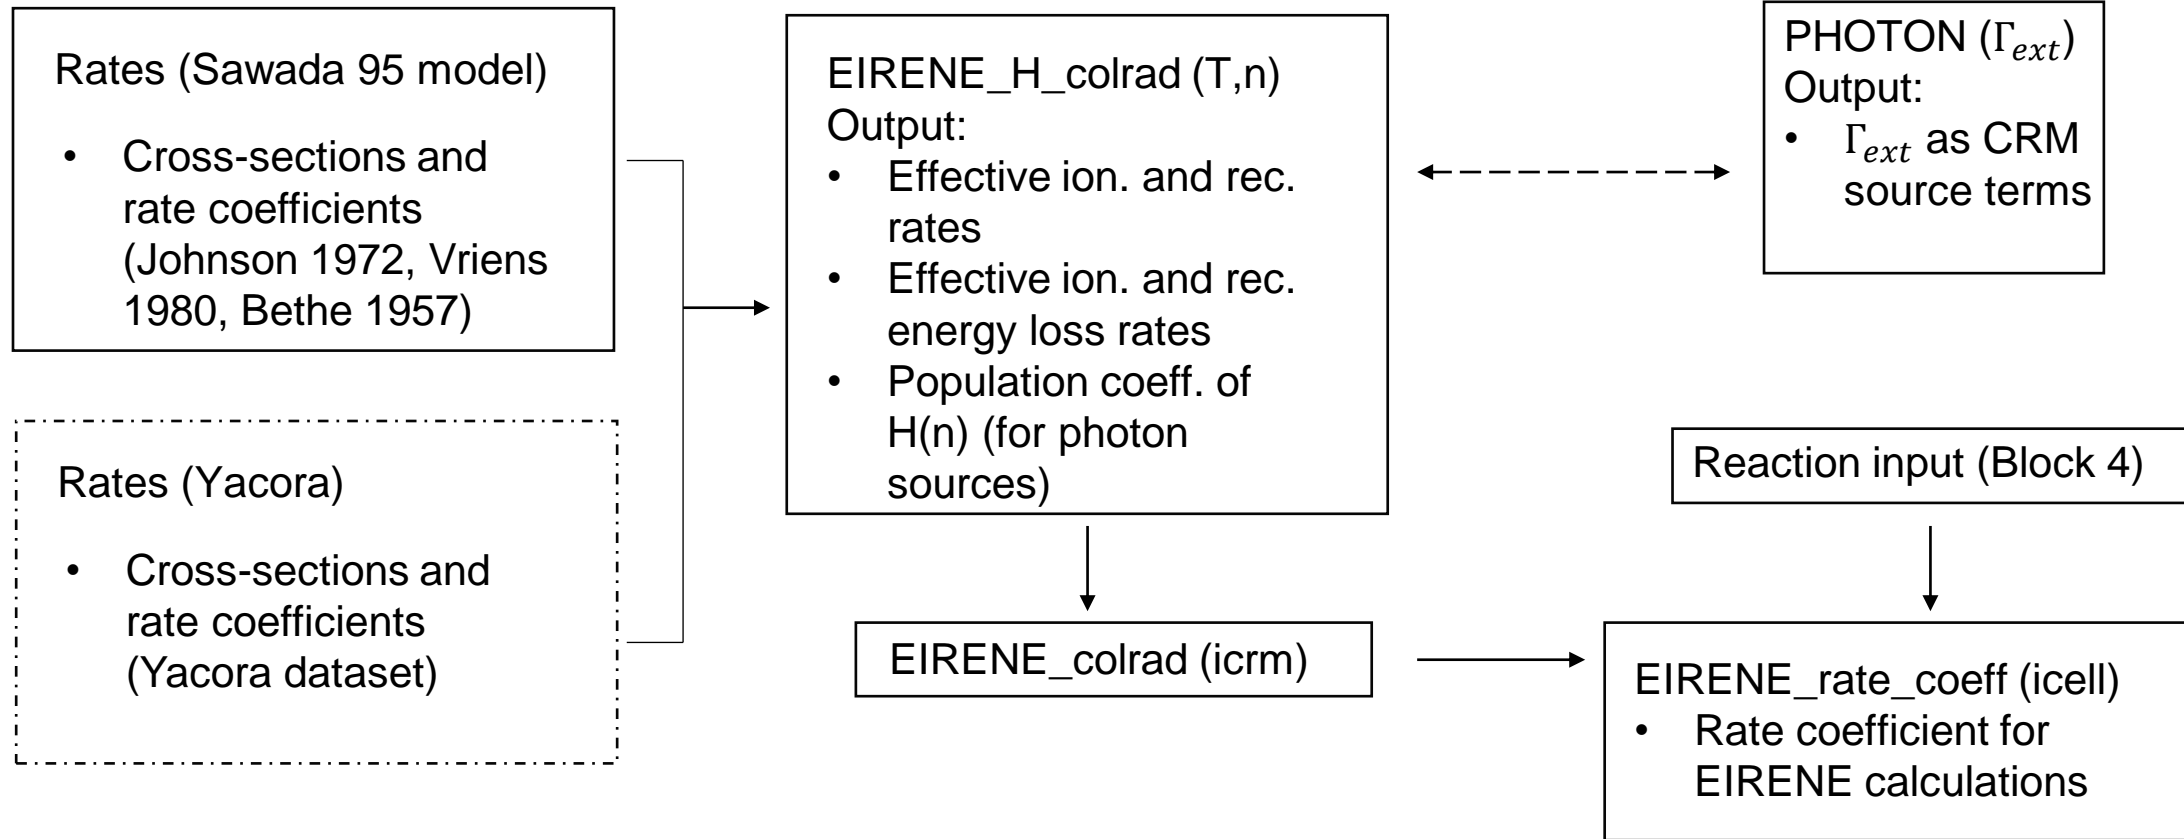 Rates (Sawada 95 model)
• Cross-sections and
rate coefficients
(Johnson 1972, Vriens
1980, Bethe 1957)
Rates (Yacora)
• Cross-sections and
rate coefficients
(Yacora dataset)
EIRENE_H_colrad (T,n)
Output:
• Effective ion. and rec.
rates
• Effective ion. and rec.
energy loss rates
• Population coeff. of
H(n) (for photon
sources)
EIRENE_colrad (icrm)
PHOTON (Γ_ext)
Output:
• Γ_ext as CRM
source terms
Reaction input (Block 4)
EIRENE_rate_coeff (icell)
• Rate coefficient for
EIRENE calculations